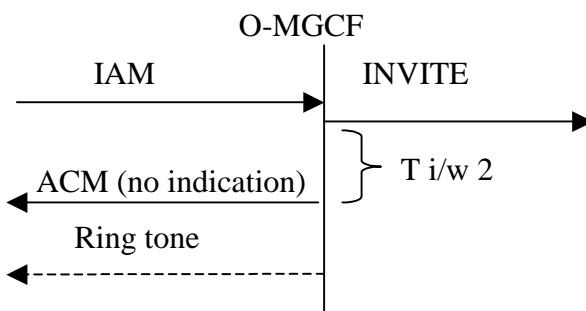 O-MGCF
IAM
INVITE
T i/w 2
ACM (no indication)
Ring tone